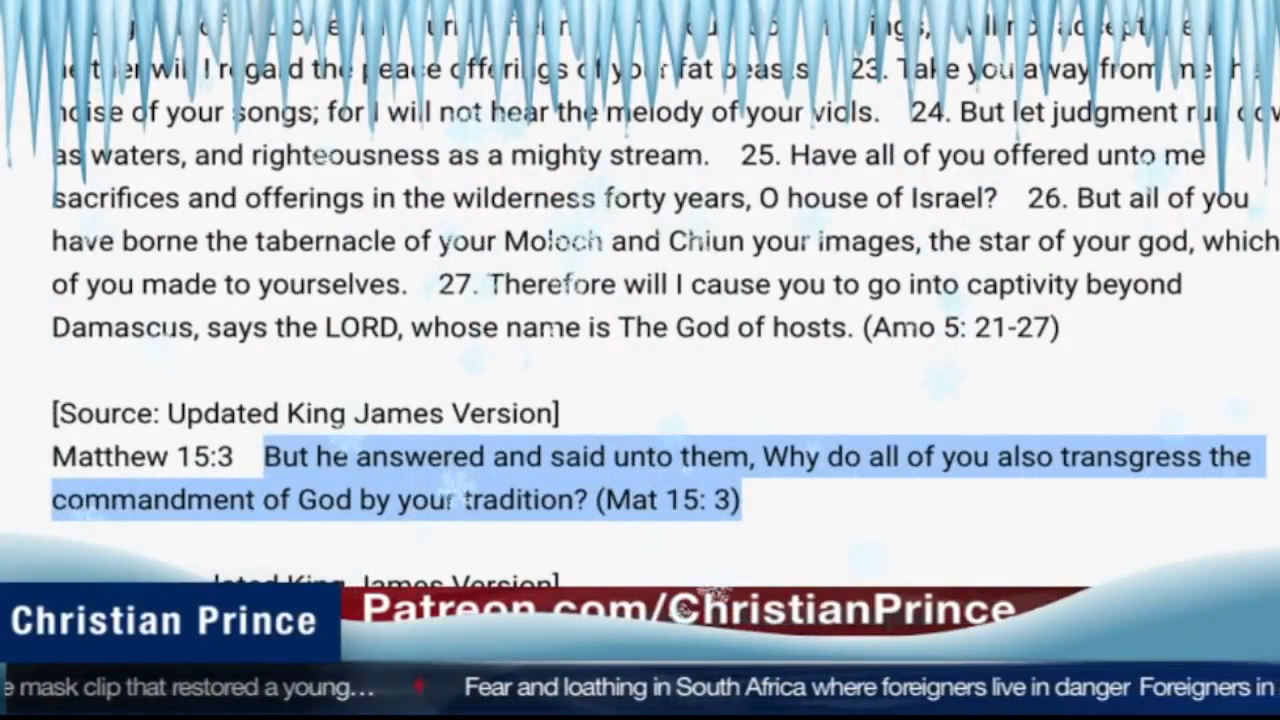 neither will I regard the peace offerings of your fat beasts. 23. Take you away from me the
noise of your songs; for I will not hear the melody of your viols. 24. But let judgment run down
as waters, and righteousness as a mighty stream. 25. Have all of you offered unto me
sacrifices and offerings in the wilderness forty years, O house of Israel? 26. But all of you
have borne the tabernacle of your Moloch and Chiun your images, the star of your god, which
of you made to yourselves. 27. Therefore will I cause you to go into captivity beyond
Damascus, says the LORD, whose name is The God of hosts. (Amo 5: 21-27)
[Source: Updated King James Version]
Matthew 15:3 But he answered and said unto them, Why do all of you also transgress the
commandment of God by your tradition? (Mat 15: 3)
King James Version]
Christian Prince
Patreon.com/ChristianPrince
e mask clip that restored a young... Fear and loathing in South Africa where foreigners live in danger Foreigners in